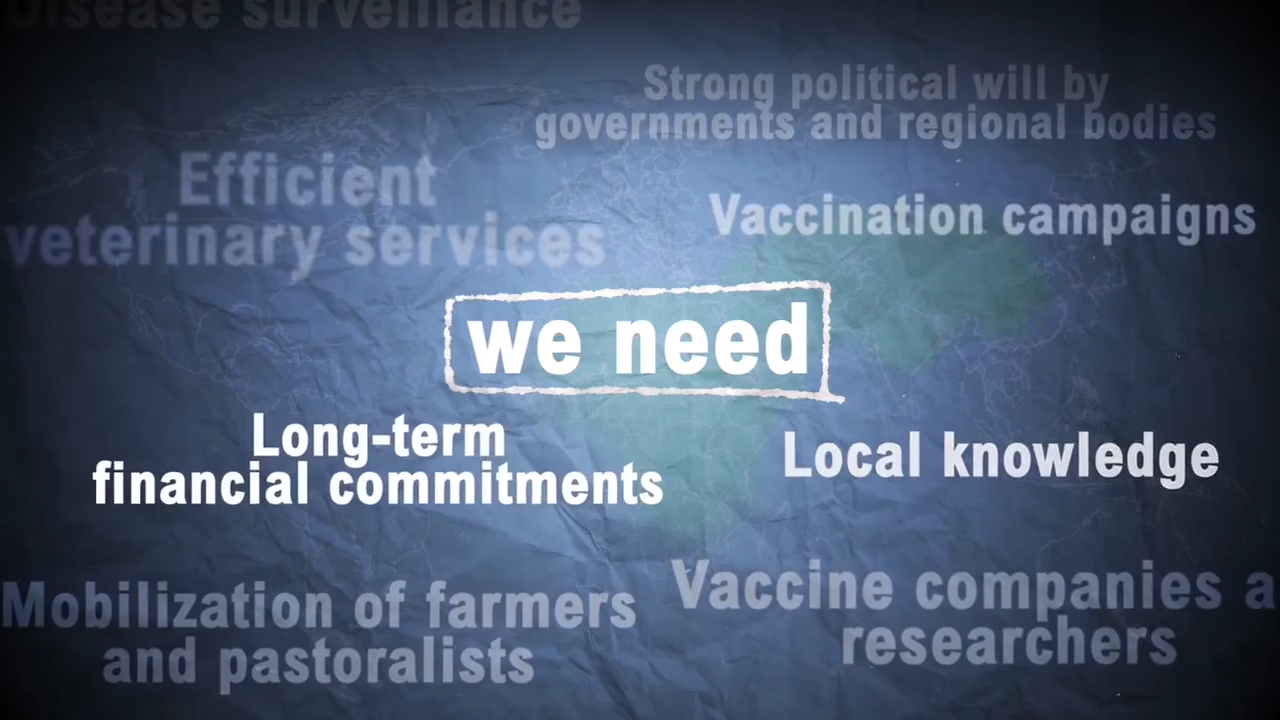 Disease surveillance
Strong political will by
governments and regional bodies
Efficient
veterinary services
Vaccination campaigns
we need
Long-term
financial commitments
Local knowledge
Mobilization of farmers
and pastoralists
Vaccine companies a
researchers